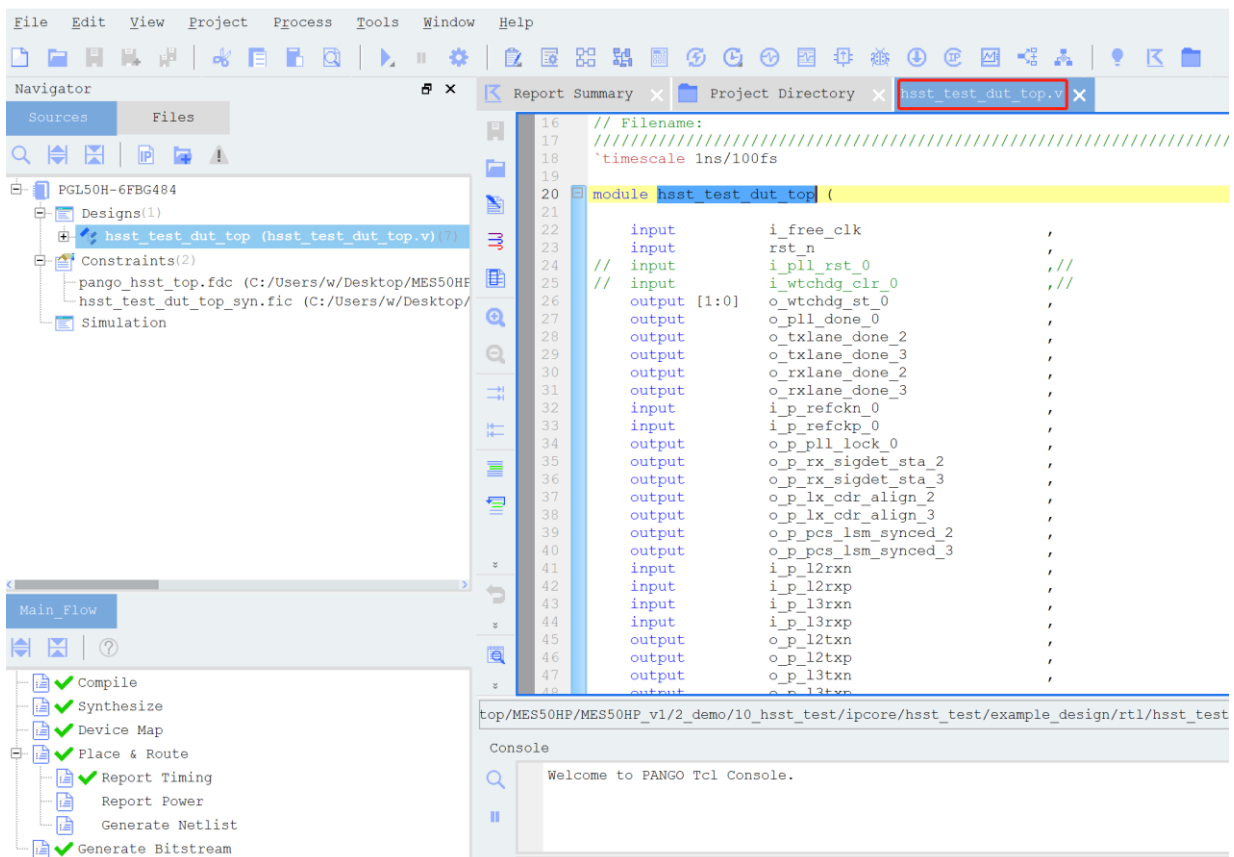 File Edit View Project Process Tools Window Help
Navigator
Sources Files
PGL50H-6FBG484
Designs(1)
hsst_test_dut_top (hsst_test_dut_top.v)(7)
Constraints(2)
pango_hsst_top.fdc (C:/Users/w/Desktop/MES50HP
hsst_test_dut_top_syn.fic (C:/Users/w/Desktop/
Simulation
Main_Flow
Compile
Synthesize
Device Map
Place & Route
Report Timing
Report Power
Generate Netlist
Generate Bitstream
Report Summary Project Directory hsst_test_dut_top.v
16 // Filename:
17 ////////////////////////////////////////////////////////////////////
18 `timescale 1ns/100fs
19
20 module hsst_test_dut_top (
21
22 input i_free_clk ,
23 input rst_n ,
24 // input i_pll_rst_0 ,//
25 // input i_wtchdg_clr_0 ,//
26 output [1:0] o_wtchdg_st_0 ,
27 output o_pll_done_0 ,
28 output o_txlane_done_2 ,
29 output o_txlane_done_3 ,
30 output o_rxlane_done_2 ,
31 output o_rxlane_done_3 ,
32 input i_p_refckn_0 ,
33 input i_p_refckp_0 ,
34 output o_p_pll_lock_0 ,
35 output o_p_rx_sigdet_sta_2 ,
36 output o_p_rx_sigdet_sta_3 ,
37 output o_p_lx_cdr_align_2 ,
38 output o_p_lx_cdr_align_3 ,
39 output o_p_pcs_lsm_synced_2 ,
40 output o_p_pcs_lsm_synced_3 ,
41 input i_p_l2rxn ,
42 input i_p_l2rxp ,
43 input i_p_l3rxn ,
44 input i_p_l3rxp ,
45 output o_p_l2txn ,
46 output o_p_l2txp ,
47 output o_p_l3txn ,
48 output o_p_l3txp
top/MES50HP/MES50HP_v1/2_demo/10_hsst_test/ipcore/hsst_test/example_design/rtl/hsst_test
Console
Welcome to PANGO Tcl Console.